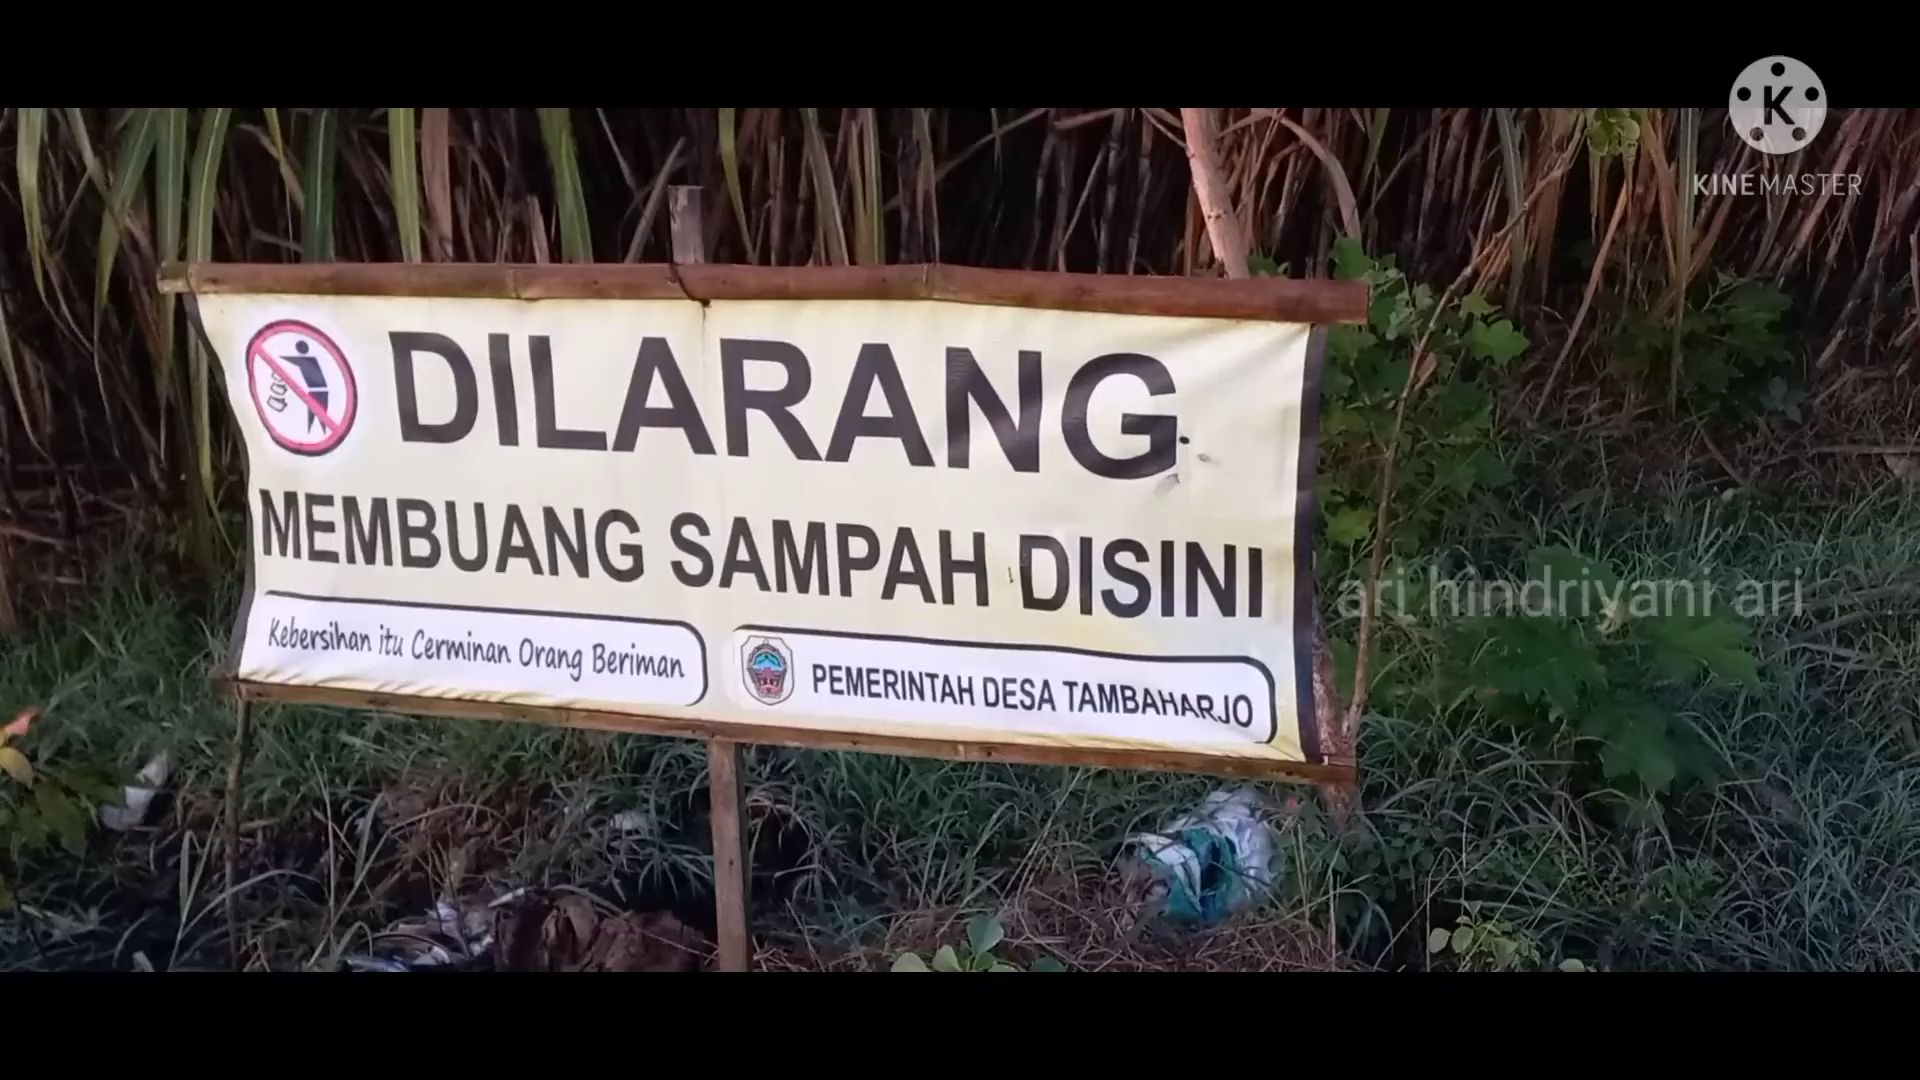 K
KINEMASTER
DILARANG
MEMBUANG SAMPAH DISINI
ari hindriyani ari
Kebersihan itu Cerminan Orang Beriman
PEMERINTAH DESA TAMBAHARJO